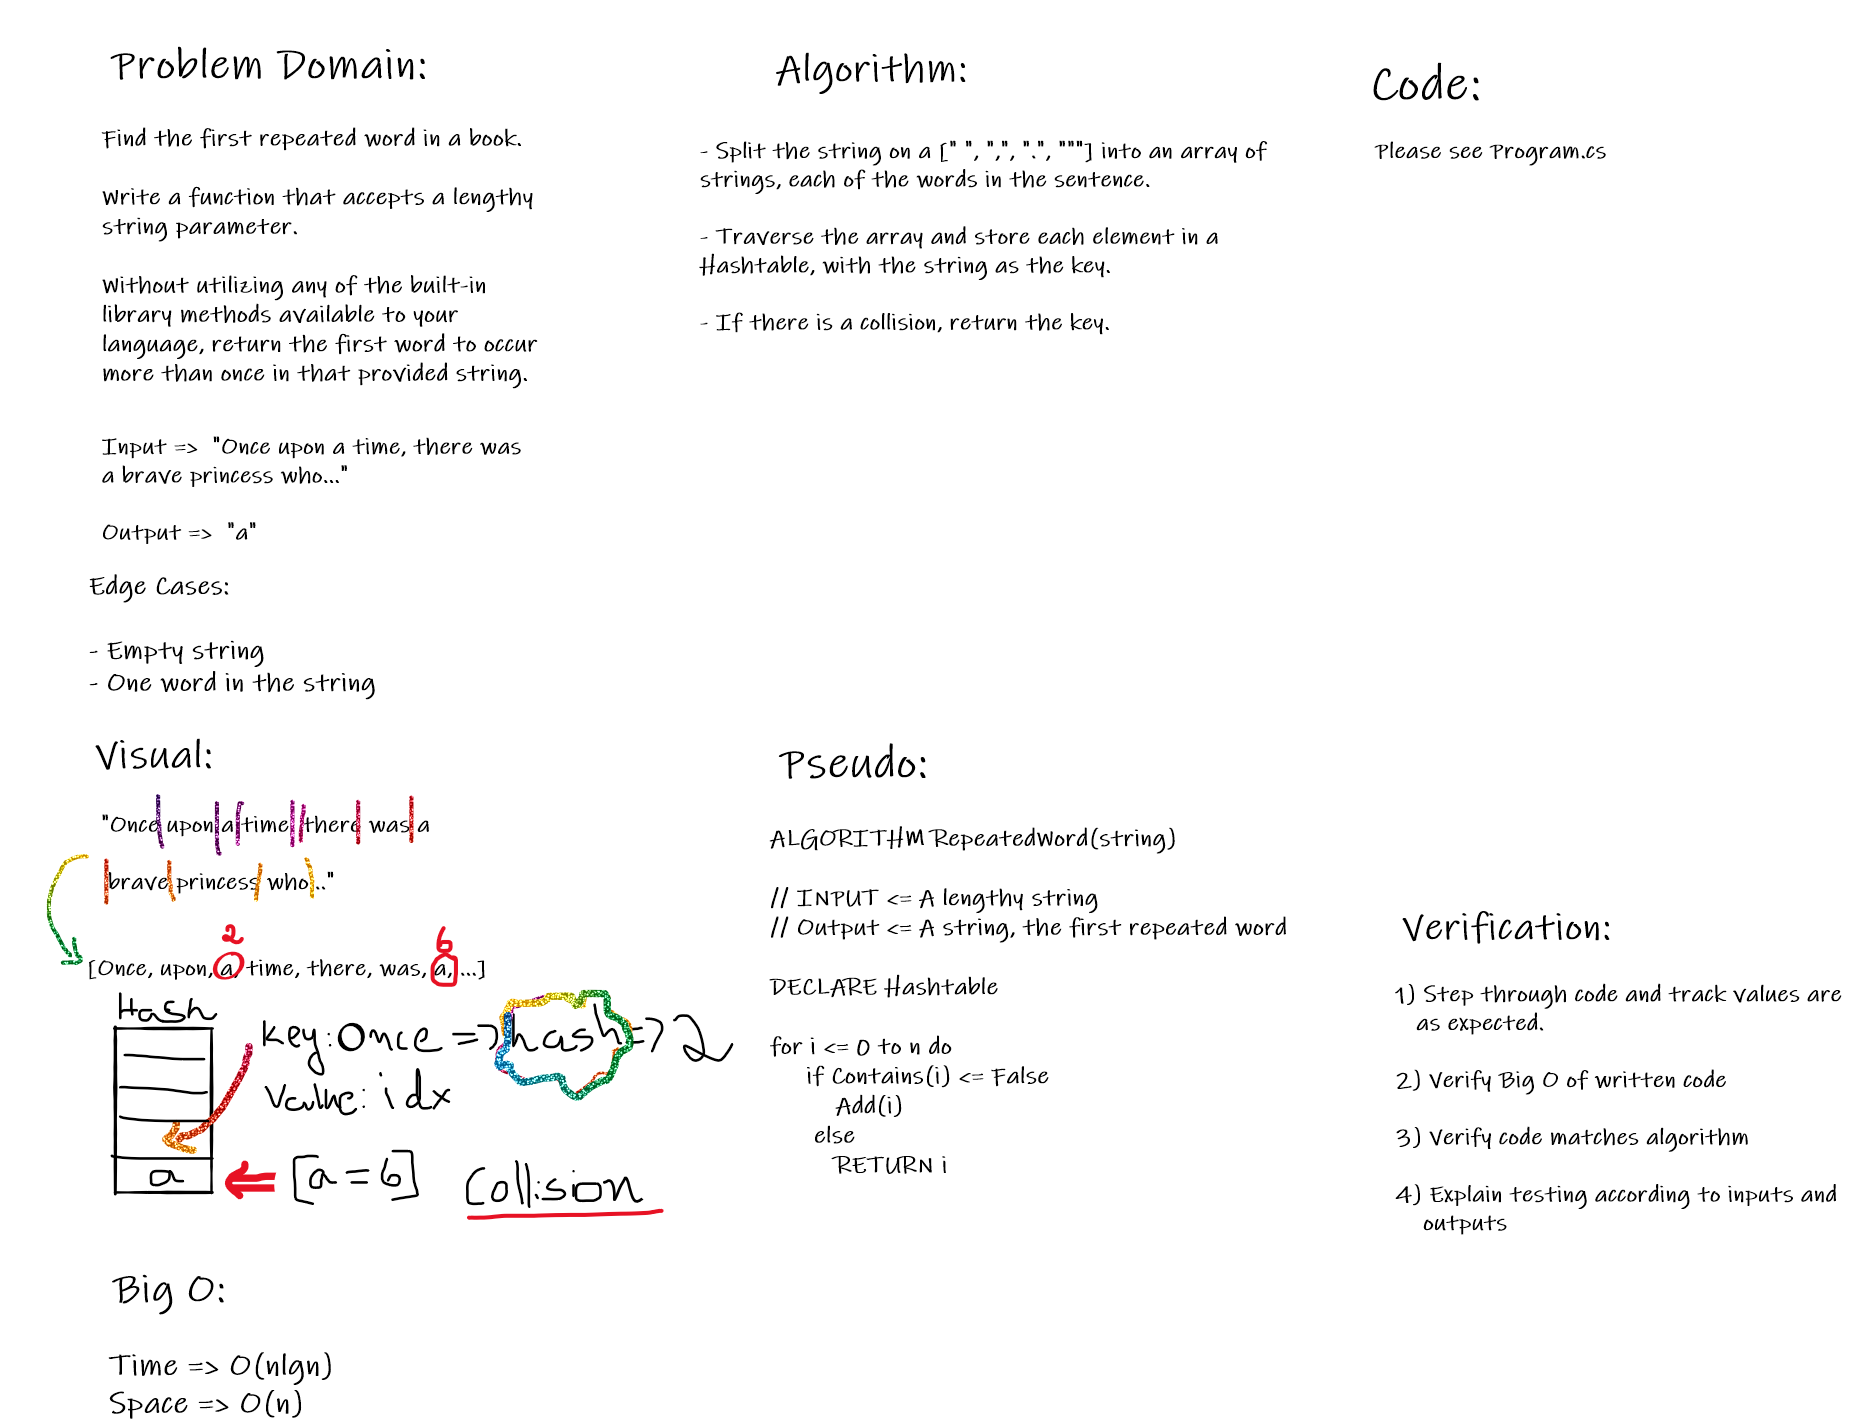 Problem Domain:
Find the first repeated word in a book.
Write a function that accepts a lengthy
string parameter.
Without utilizing any of the built-in
library methods available to your
language, return the first word to occur
more than once in that provided string.
Input => "Once upon a time, there was
a brave princess who..."
Output => "a"
Edge Cases:
- Empty string
- One word in the string
Algorithm:
- Split the string on a [" ", ",", ".", """] into an array of
strings, each of the words in the sentence.
- Traverse the array and store each element in a
Hashtable, with the string as the key.
- If there is a collision, return the key.
Code:
Please see Program.cs
Visual:
"Once upon a time, there was a
brave princess who..."
2 6
[Once, upon, a, time, there, was, a, ...]
Hash
key: Once => hash => 2
Value: idx
a
[a = 6] Collision
Big O:
Time => O(nlgn)
Space => O(n)
Pseudo:
ALGORITHM RepeatedWord(string)
// INPUT <= A lengthy string
// Output <= A string, the first repeated word
DECLARE Hashtable
for i <= 0 to n do
if Contains(i) <= False
Add(i)
else
RETURN i
Verification:
1) Step through code and track values are
as expected.
2) Verify Big O of written code
3) Verify code matches algorithm
4) Explain testing according to inputs and
outputs